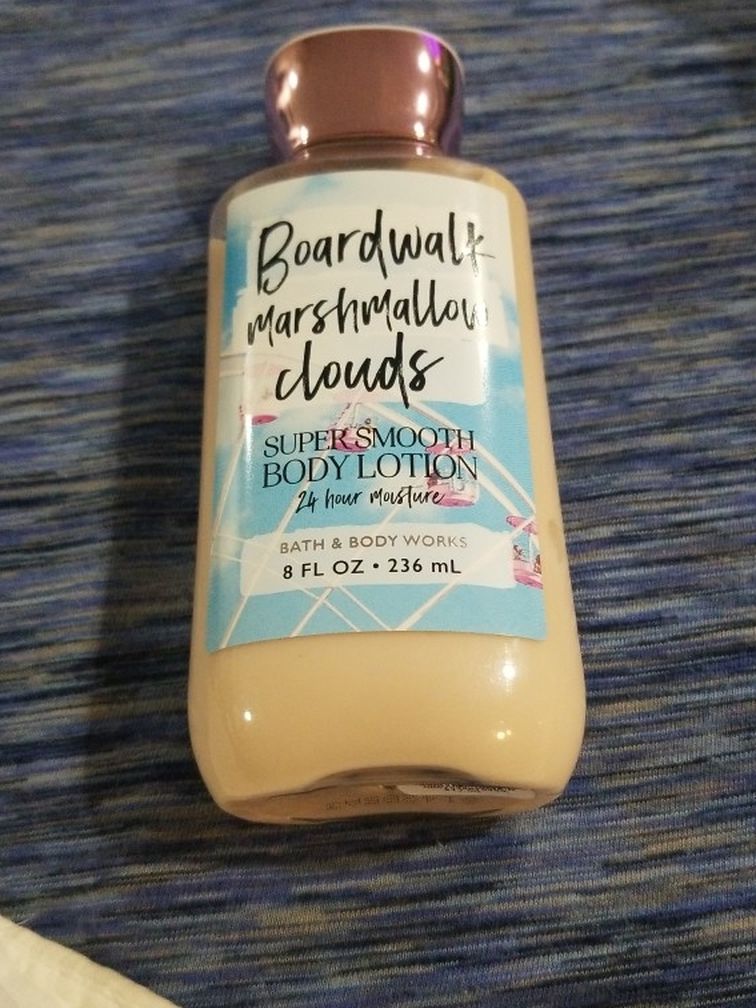 Boardwalk
marshmallow
clouds
SUPER SMOOTH
BODY LOTION
24 hour moisture
BATH & BODY WORKS
8 FL OZ • 236 mL